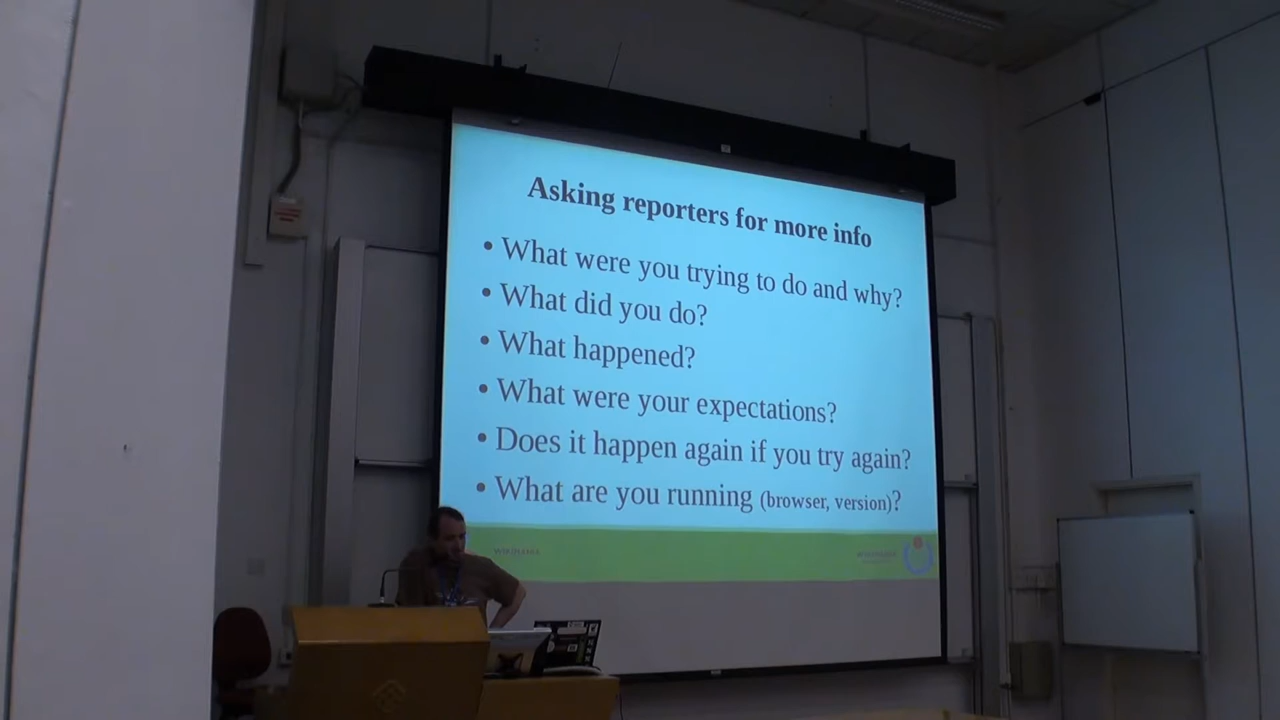 Asking reporters for more info
• What were you trying to do and why?
• What did you do?
• What happened?
• What were your expectations?
• Does it happen again if you try again?
• What are you running (browser, version)?